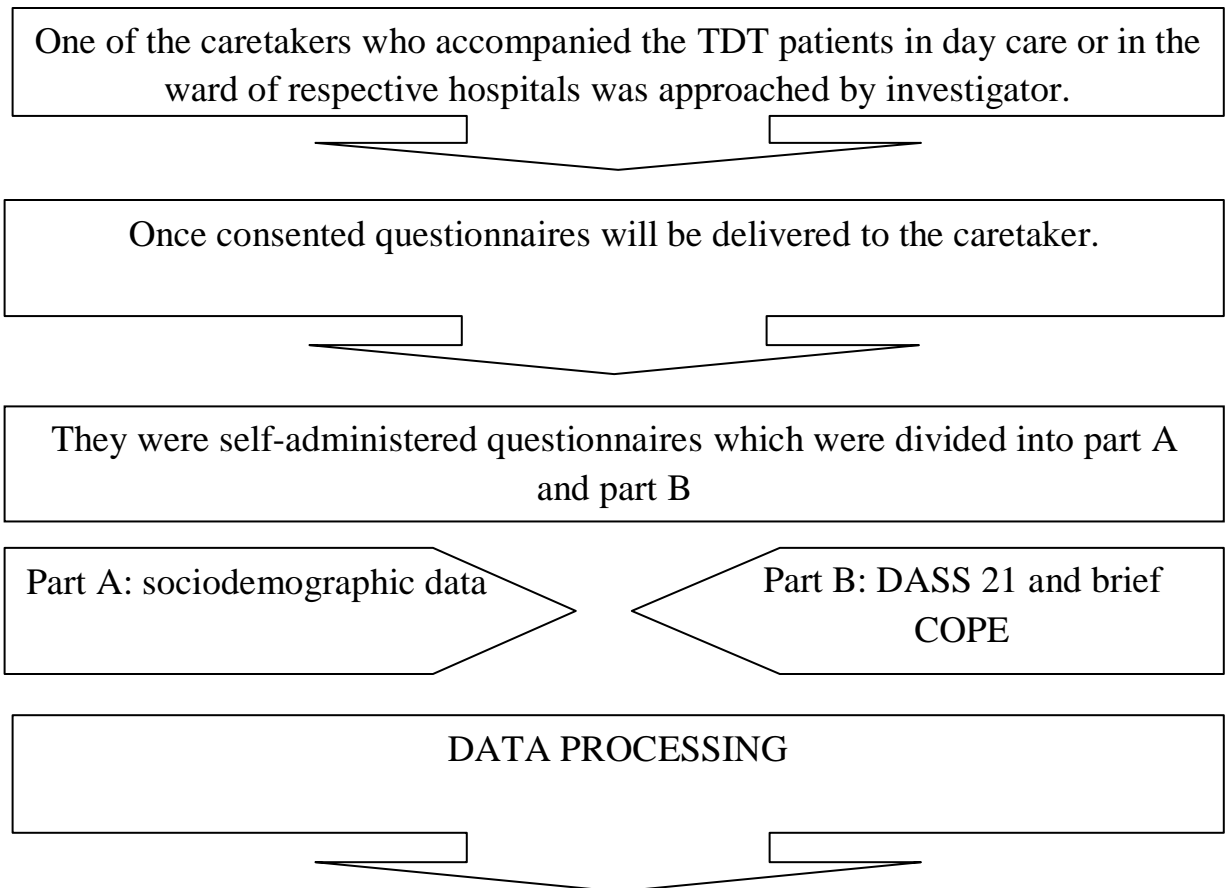 One of the caretakers who accompanied the TDT patients in day care or in the
ward of respective hospitals was approached by investigator.
Once consented questionnaires will be delivered to the caretaker.
They were self-administered questionnaires which were divided into part A
and part B
Part A: sociodemographic data
Part B: DASS 21 and brief
COPE
DATA PROCESSING